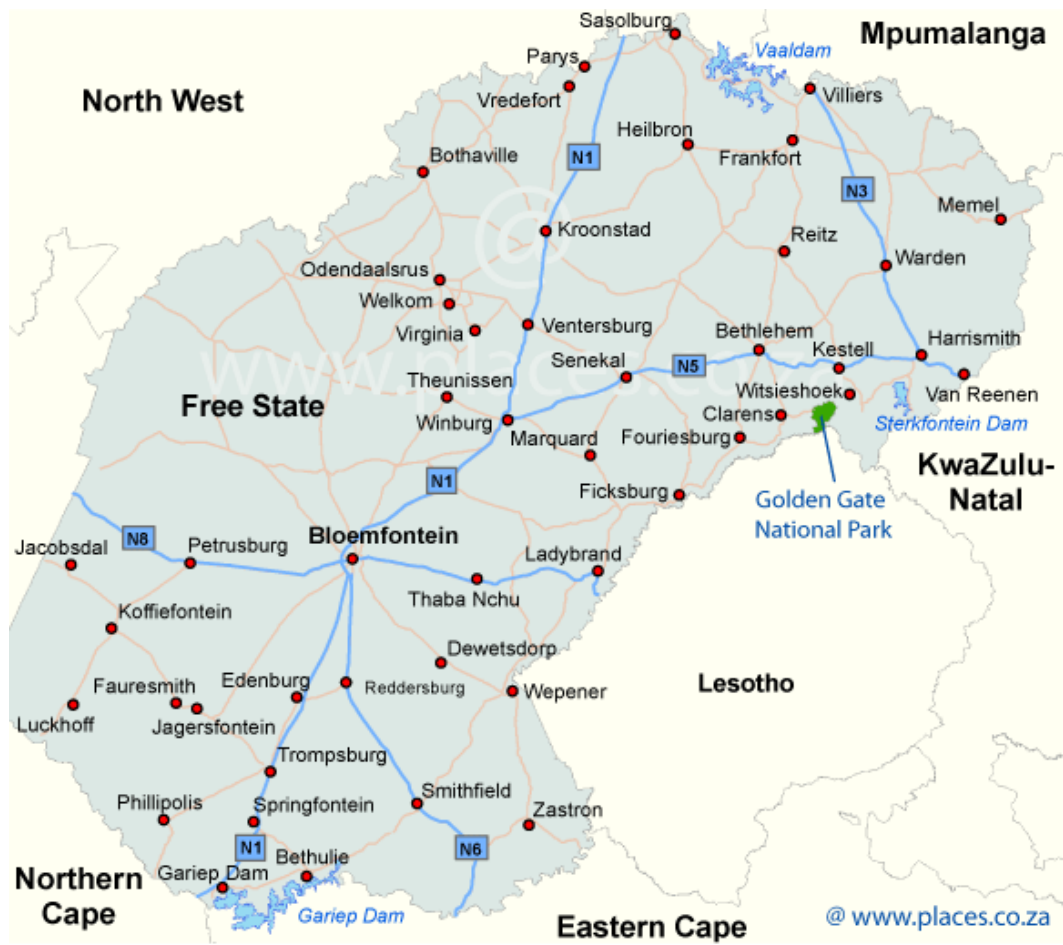 Sasolburg
Mpumalanga
Vaaldam
Parys
North West
Vredefort
Villiers
Heilbron
Frankfort
Bothaville
N1
N3
Memel
@
Kroonstad
Reitz
Warden
Odendaalsrus
Welkom
Virginia
Ventersburg
Bethlehem
Harrismith
www.places.co.za
Senekal
N5
Kestell
Theunissen
Witsieshoek
Van Reenen
Free State
Winburg
Clarens
Marquard
Fouriesburg
Sterkfontein Dam
KwaZulu-
Natal
N1
Ficksburg
Golden Gate
National Park
N8
Bloemfontein
Jacobsdal
Petrusburg
Ladybrand
Thaba Nchu
Koffiefontein
Dewetsdorp
Fauresmith
Edenburg
Reddersburg
Wepener
Lesotho
Luckhoff
Jagersfontein
Trompsburg
Phillipolis
Springfontein
Smithfield
Zastron
N1
N6
Bethulie
Gariep Dam
Northern
Cape
Gariep Dam
Eastern Cape
@ www.places.co.za